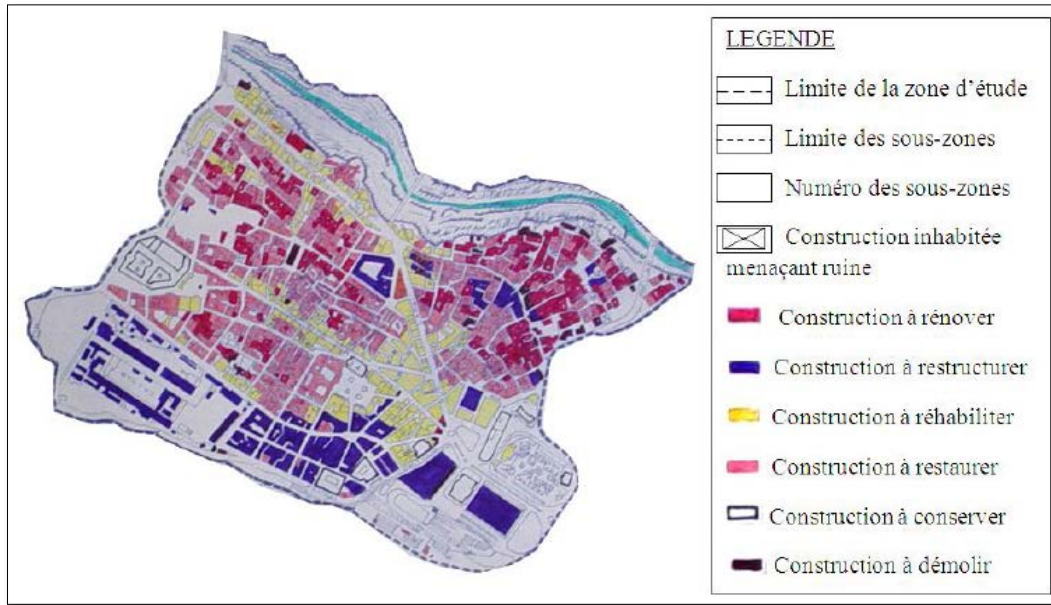 LEGENDE
Limite de la zone d'étude
Limite des sous-zones
Numéro des sous-zones
Construction inhabitée
menaçant ruine
Construction à rénover
Construction à restructurer
Construction à réhabiliter
Construction à restaurer
Construction à conserver
Construction à démolir